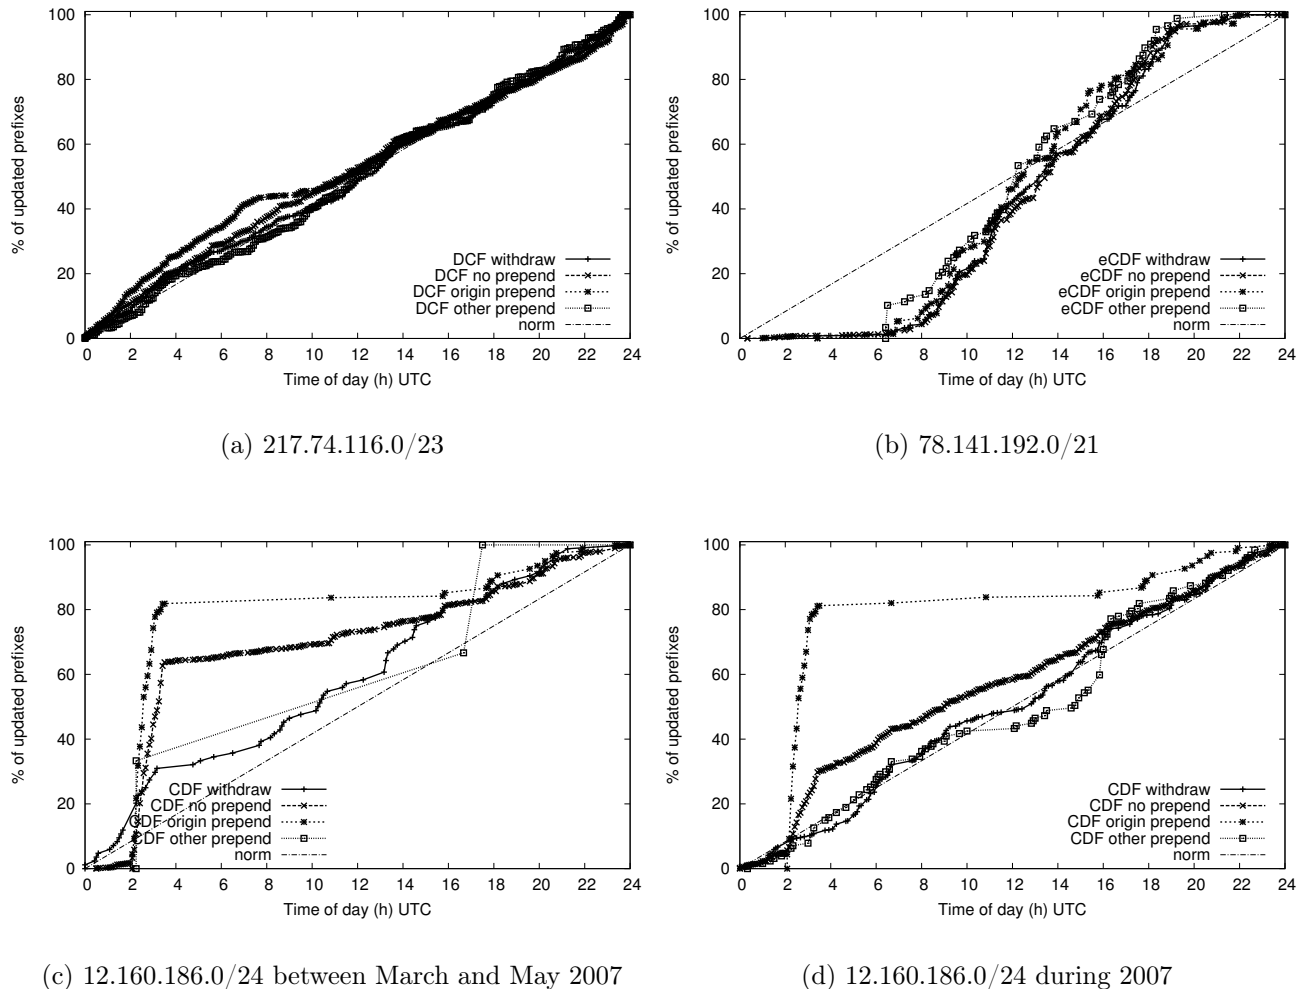 100
80
60
40
20
0
% of updated prefixes
DCF withdraw
DCF no prepend
DCF origin prepend
DCF other prepend
norm
0 2 4 6 8 10 12 14 16 18 20 22 24
Time of day (h) UTC
(a) 217.74.116.0/23
100
80
60
40
20
0
% of updated prefixes
eCDF withdraw
eCDF no prepend
eCDF origin prepend
eCDF other prepend
norm
0 2 4 6 8 10 12 14 16 18 20 22 24
Time of day (h) UTC
(b) 78.141.192.0/21
100
80
60
40
20
0
% of updated prefixes
CDF withdraw
CDF no prepend
CDF origin prepend
CDF other prepend
norm
0 2 4 6 8 10 12 14 16 18 20 22 24
Time of day (h) UTC
(c) 12.160.186.0/24 between March and May 2007
100
80
60
40
20
0
% of updated prefixes
CDF withdraw
CDF no prepend
CDF origin prepend
CDF other prepend
norm
0 2 4 6 8 10 12 14 16 18 20 22 24
Time of day (h) UTC
(d) 12.160.186.0/24 during 2007